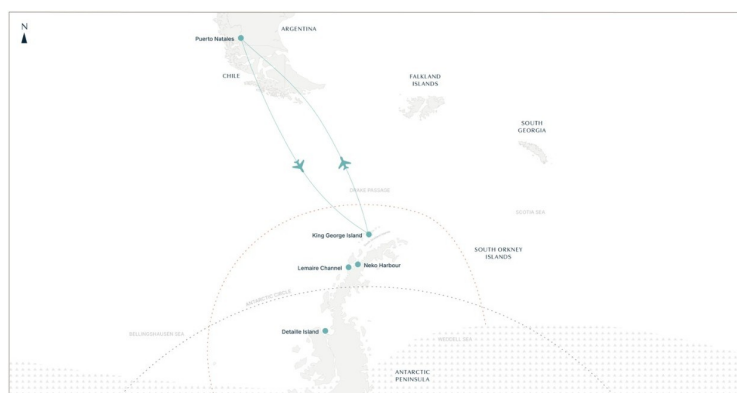 N
ARGENTINA
Puerto Natales
CHILE
FALKLAND
ISLANDS
SOUTH
GEORGIA
DRAKE PASSAGE
SCOTIA SEA
King George Island
SOUTH ORKNEY
ISLANDS
Lemaire Channel
Neko Harbour
ANTARCTIC CIRCLE
Detaille Island
BELLINGSHAUSEN SEA
WEDDELL SEA
ANTARCTIC
PENINSULA